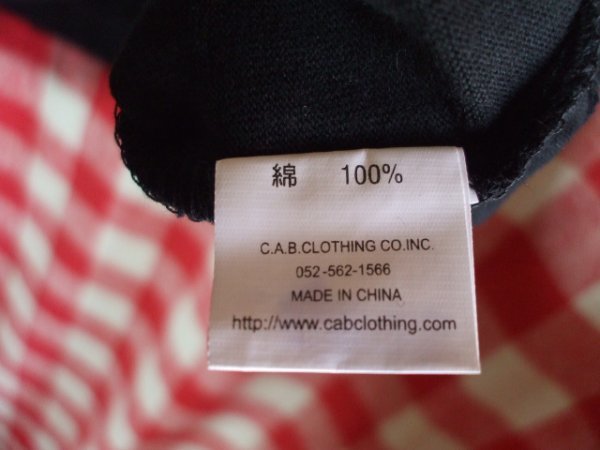 綿 100%
C.A.B.CLOTHING CO.INC.
052-562-1566
MADE IN CHINA
http://www.cabclothing.com